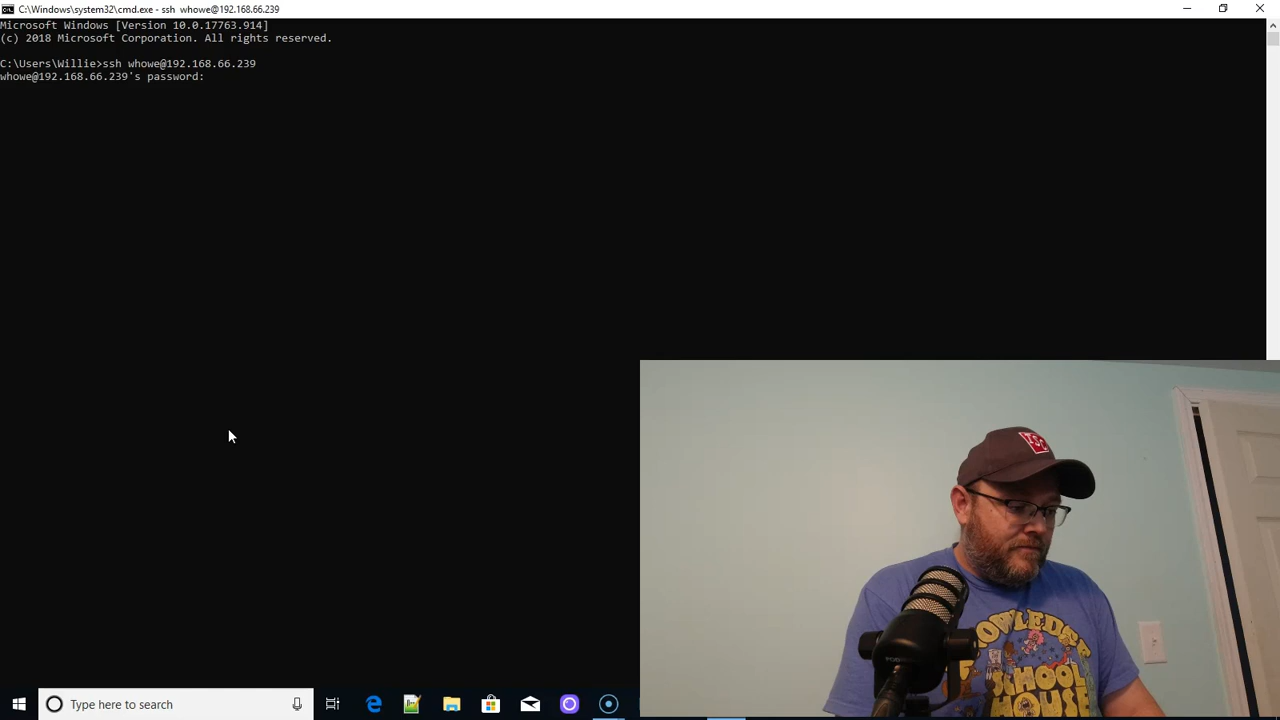 C:\Windows\system32\cmd.exe - ssh whowe@192.168.66.239
Microsoft Windows [Version 10.0.17763.914]
(c) 2018 Microsoft Corporation. All rights reserved.
C:\Users\Willie>ssh whowe@192.168.66.239
whowe@192.168.66.239's password:
KNOWLEDGE
IS
SCHOOL
HOUSE
Type here to search